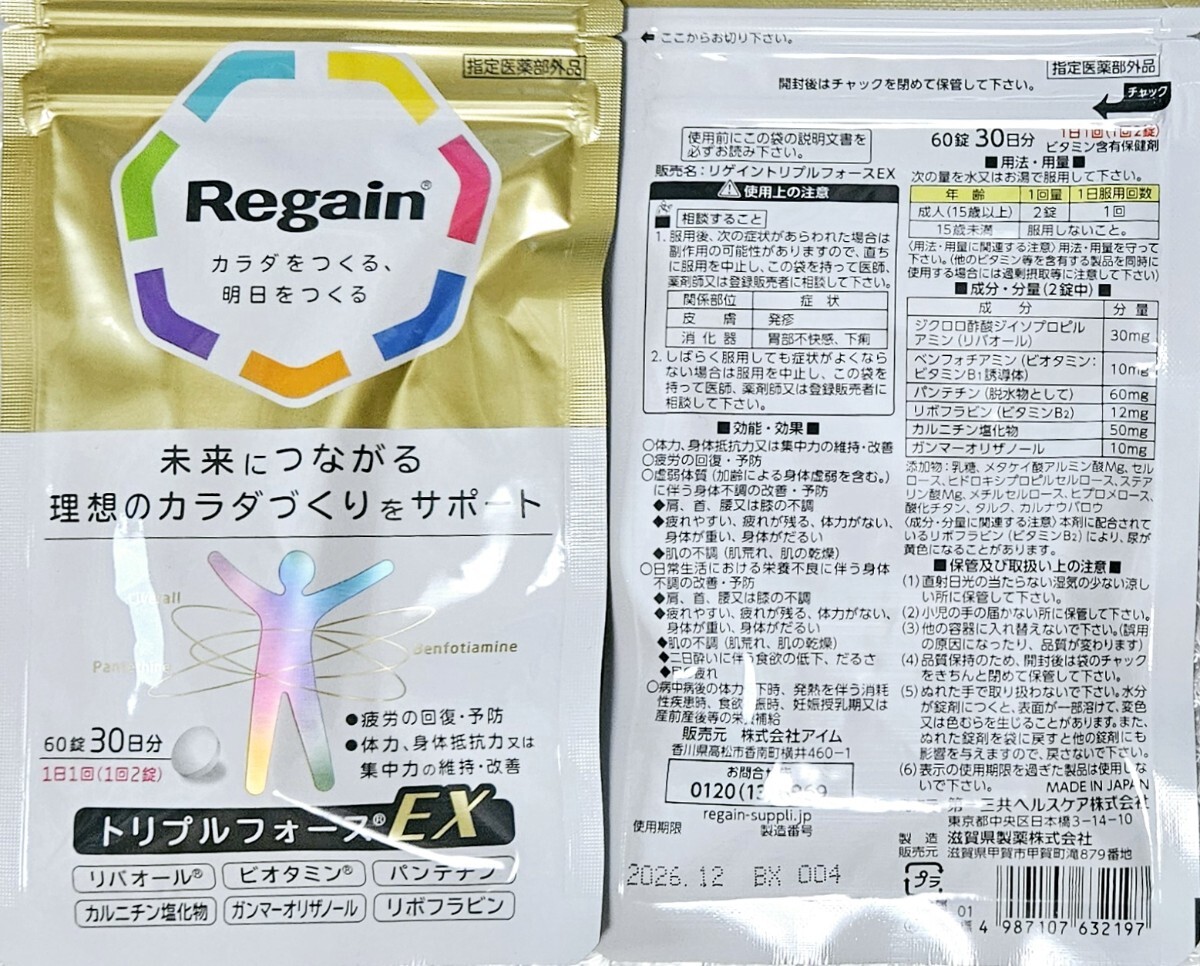 指定医薬部外品
Regain®
カラダをつくる、
明日をつくる
未来につながる
理想のカラダづくりをサポート
Benfotiamine
60錠30日分
1日1回(1回2錠)
●疲労の回復・予防
●体力、身体抵抗力又は
集中力の維持・改善
トリプルフォース®EX
リバオール®
ビオタミン®
パンテチン
カルニチン塩化物
ガンマーオリザノール
リボフラビン
ここからお切り下さい。
指定医薬部外品
開封後はチャックを閉めて保管して下さい。
チャック
使用前にこの袋の説明文書を
必ずお読み下さい。
販売名:リゲイントリプルフォースEX
使用上の注意
相談すること
1.服用後、次の症状があらわれた場合は
副作用の可能性がありますので、直ち
に服用を中止し、この袋を持って医師、
薬剤師又は登録販売者に相談して下さい。
関係部位 症状
皮膚 発疹
消化器 胃部不快感、下痢
2.しばらく服用しても症状がよくなら
ない場合は服用を中止し、この袋を
持って医師、薬剤師又は登録販売者に
相談して下さい。
■効能・効果■
○体力、身体抵抗力又は集中力の維持・改善
○疲労の回復・予防
○虚弱体質(加齢による身体虚弱を含む。)
に伴う身体不調の改善・予防
◆肩、首、腰又は膝の不調
◆疲れやすい、疲れが残る、体力がない、
身体が重い、身体がだるい
◆肌の不調(肌荒れ、肌の乾燥)
○日常生活における栄養不良に伴う身体
不調の改善・予防
◆肩、首、腰又は膝の不調
◆疲れやすい、疲れが残る、体力がない、
身体が重い、身体がだるい
◆肌の不調(肌荒れ、肌の乾燥)
◆二日酔いに伴う食欲の低下、だるさ
疲れ
○病中病後の体力 下時、発熱を伴う消耗
性疾患時、食欲 振時、妊娠授乳期又は
産前産後等の栄養補給
販売元 株式会社アイム
香川県高松市香南町横井460-1
お問合せ
0120(1
regain-suppli.jp
使用期限
製造番号
2026.12 BX 004
60錠 30日分
1日1回(1回2錠)
ビタミン含有保健剤
■用法・用量■
次の量を水又はお湯で服用して下さい。
年齢 1回量 1日服用回数
成人(15歳以上) 2錠 1回
15歳未満 服用しないこと。
〈用法・用量に関連する注意〉用法・用量を守って
下さい。(他のビタミン等を含有する製品を同時に
使用する場合には過剰摂取等に注意して下さい)
■成分・分量(2錠中)■
成分 分量
ジクロロ酢酸ジイソプロピル
アミン(リバオール) 30mg
ベンフォチアミン(ビオタミン:
ビタミンB1誘導体) 10mg
パンテチン(脱水物として) 60mg
リボフラビン(ビタミンB2) 12mg
カルニチン塩化物 50mg
ガンマーオリザノール 10mg
添加物:乳糖、メタケイ酸アルミン酸Mg、セル
ロース、ヒドロキシプロピルセルロース、ステア
リン酸Mg、メチルセルロース、ヒプロメロース、
酸化チタン、タルク、カルナウバロウ
〈成分・分量に関連する注意〉本剤に配合されて
いるリボフラビン(ビタミンB2)により、尿が
黄色になることがあります。
■保管及び取扱い上の注意■
(1)直射日光の当たらない湿気の少ない涼し
い所に保管して下さい。
(2)小児の手の届かない所に保管して下さい。
(3)他の容器に入れ替えないで下さい。(誤用
の原因になったり、品質が変わります)
(4)品質保持のため、開封後は袋のチャック
をきちんと閉めて保管して下さい。
(5)ぬれた手で取り扱わないで下さい。水分
が錠剤につくと、表面が一部溶けて、変色
又は色むらを生じることがあります。また、
ぬれた錠剤を袋に戻すと他の錠剤にも
影響を与えますので、戻さないで下さい。
(6)表示の使用期限を過ぎた製品は使用しな
いで下さい。 MADE IN JAPAN
第一三共ヘルスケア株式会社
東京都中央区日本橋3-14-10
製造
販売元 滋賀県製薬株式会社
滋賀県甲賀市甲賀町滝879番地
プラ
01
4 987107 632197